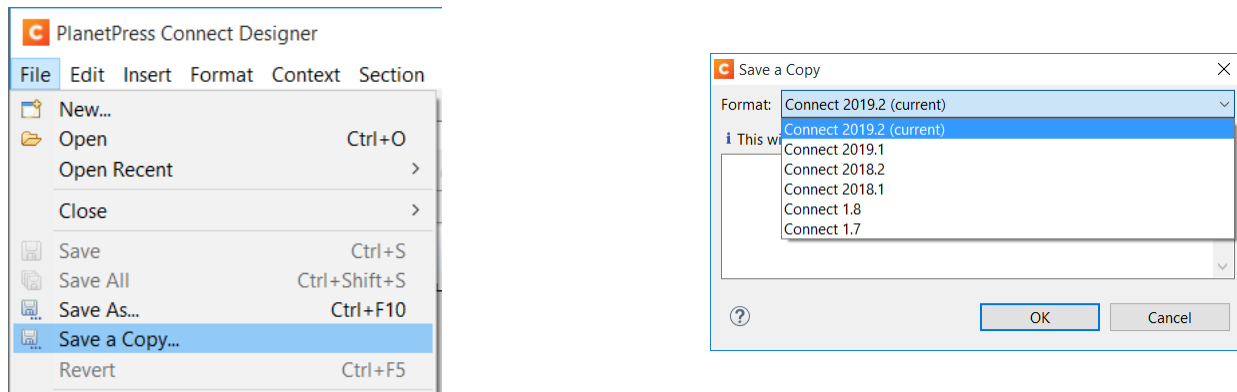 PlanetPress Connect Designer
File Edit Insert Format Context Section
New...
Open Ctrl+O
Open Recent
Close
Save Ctrl+S
Save All Ctrl+Shift+S
Save As... Ctrl+F10
Save a Copy...
Revert Ctrl+F5
Save a Copy
Format: Connect 2019.2 (current)
Connect 2019.2 (current)
This
Connect 2019.1
Connect 2018.2
Connect 2018.1
Connect 1.8
Connect 1.7
OK Cancel